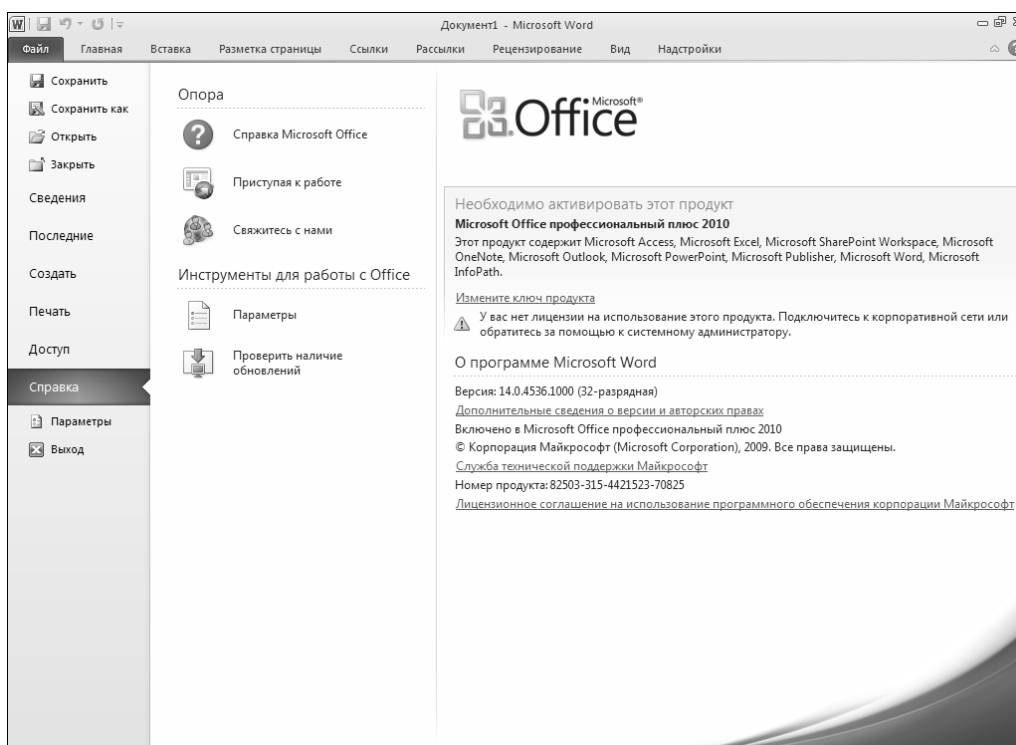 Документ1 - Microsoft Word
Файл Главная Вставка Разметка страницы Ссылки Рассылки Рецензирование Вид Надстройки
Сохранить
Сохранить как
Открыть
Закрыть
Сведения
Последние
Создать
Печать
Доступ
Справка
Параметры
Выход
Опора
Справка Microsoft Office
Приступая к работе
Свяжитесь с нами
Инструменты для работы с Office
Параметры
Проверить наличие
обновлений
Microsoft®
Office
Необходимо активировать этот продукт
Microsoft Office профессиональный плюс 2010
Этот продукт содержит Microsoft Access, Microsoft Excel, Microsoft SharePoint Workspace, Microsoft
OneNote, Microsoft Outlook, Microsoft PowerPoint, Microsoft Publisher, Microsoft Word, Microsoft
InfoPath.
Измените ключ продукта
У вас нет лицензии на использование этого продукта. Подключитесь к корпоративной сети или
обратитесь за помощью к системному администратору.
О программе Microsoft Word
Версия: 14.0.4536.1000 (32-разрядная)
Дополнительные сведения о версии и авторских правах
Включено в Microsoft Office профессиональный плюс 2010
© Корпорация Майкрософт (Microsoft Corporation), 2009. Все права защищены.
Служба технической поддержки Майкрософт
Номер продукта: 82503-315-4421523-70825
Лицензионное соглашение на использование программного обеспечения корпорации Майкрософт